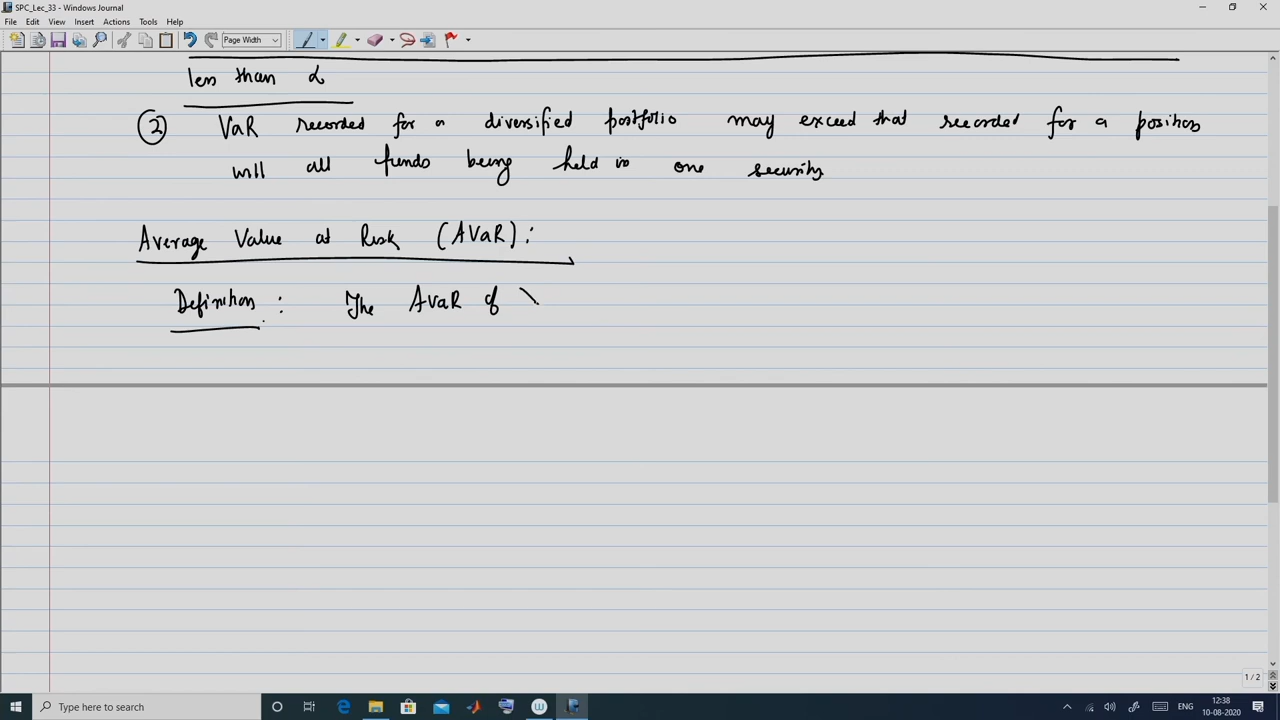 SPC_Lec_33 - Windows Journal
File Edit View Insert Actions Tools Help
Page Width
less than α
② VaR recorded for a diversified portfolio may exceed that recorded for a position
will all funds being held in one security
Average Value at Risk (AVaR):
Definition: The AVaR of
1/2
Type here to search
ENG
12:38
10-08-2020